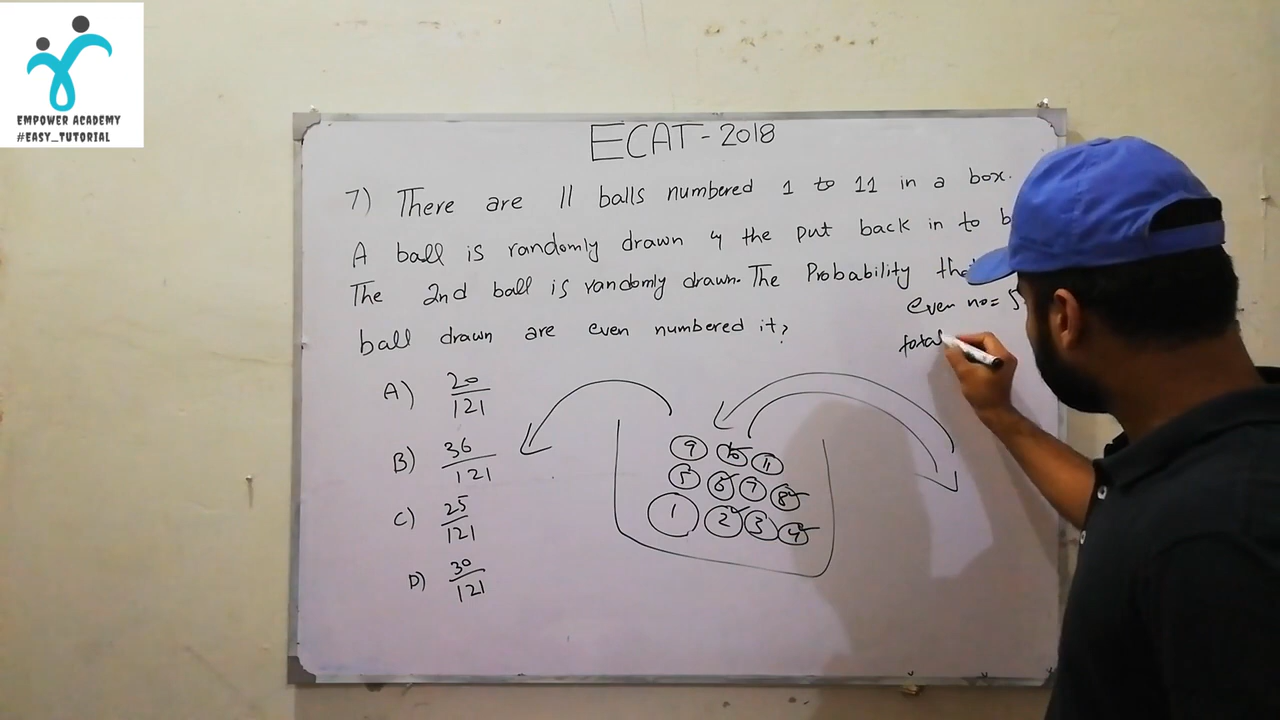 EMPOWER ACADEMY
#EASY_TUTORIAL
ECAT-2018
7) There are 11 balls numbered 1 to 11 in a box.
A ball is randomly drawn & the put back in to b
The 2nd ball is randomly drawn. The Probability tha
ball drawn are even numbered it?
even no = 5
total
A) 20/121
B) 36/121
C) 25/121
D) 30/121
9 10 11
5 6 7 8
1 2 3 4